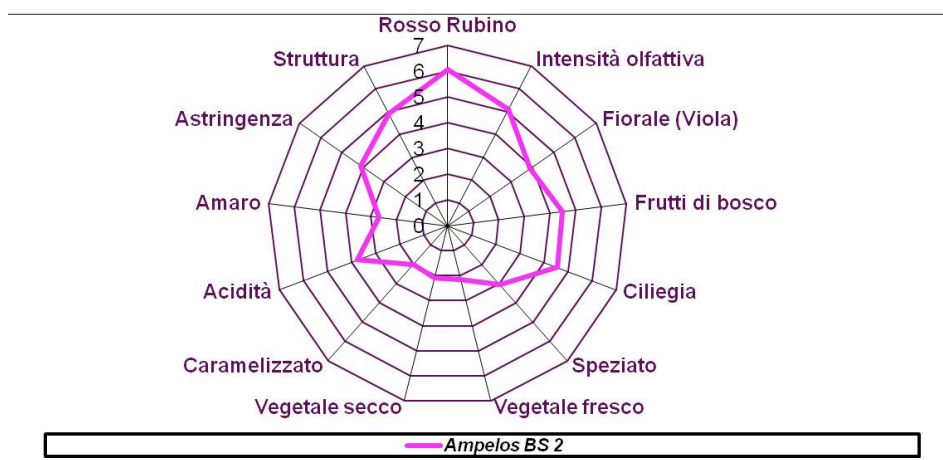 Rosso Rubino
Struttura
Intensità olfattiva
Astringenza
Fiorale (Viola)
Amaro
Frutti di bosco
Acidità
Ciliegia
Caramelizzato
Speziato
Vegetale secco
Vegetale fresco
7
6
5
4
3
2
1
0
Ampelos BS 2